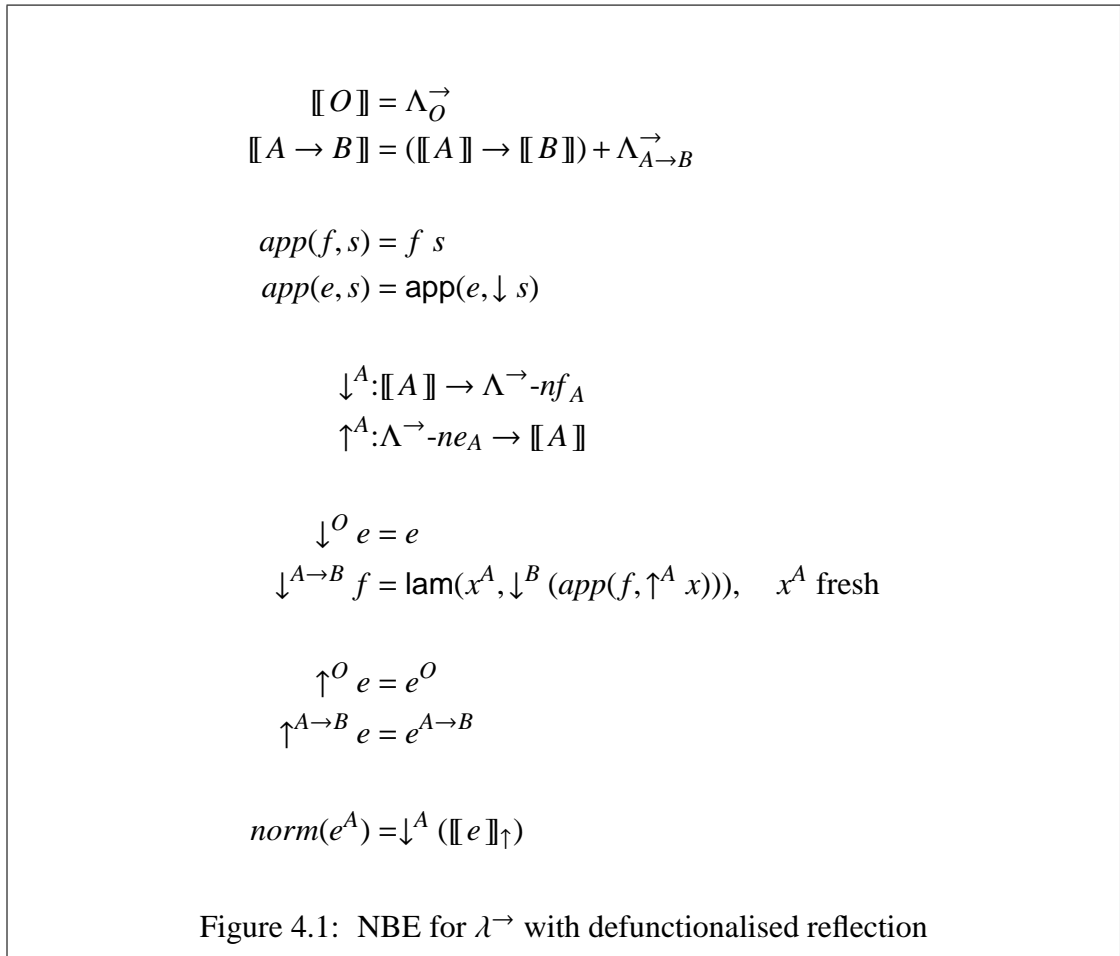 ⟦O⟧ = Λ→O
⟦A → B⟧ = (⟦A⟧ → ⟦B⟧) + Λ→A→B
app(f, s) = f s
app(e, s) = app(e, ↓ s)
↓A:⟦A⟧ → Λ→-nfA
↑A:Λ→-neA → ⟦A⟧
↓O e = e
↓A→B f = lam(xA, ↓B (app(f, ↑A x))), xA fresh
↑O e = eO
↑A→B e = eA→B
norm(eA) =↓A (⟦e⟧↑)
Figure 4.1: NBE for λ→ with defunctionalised reflection